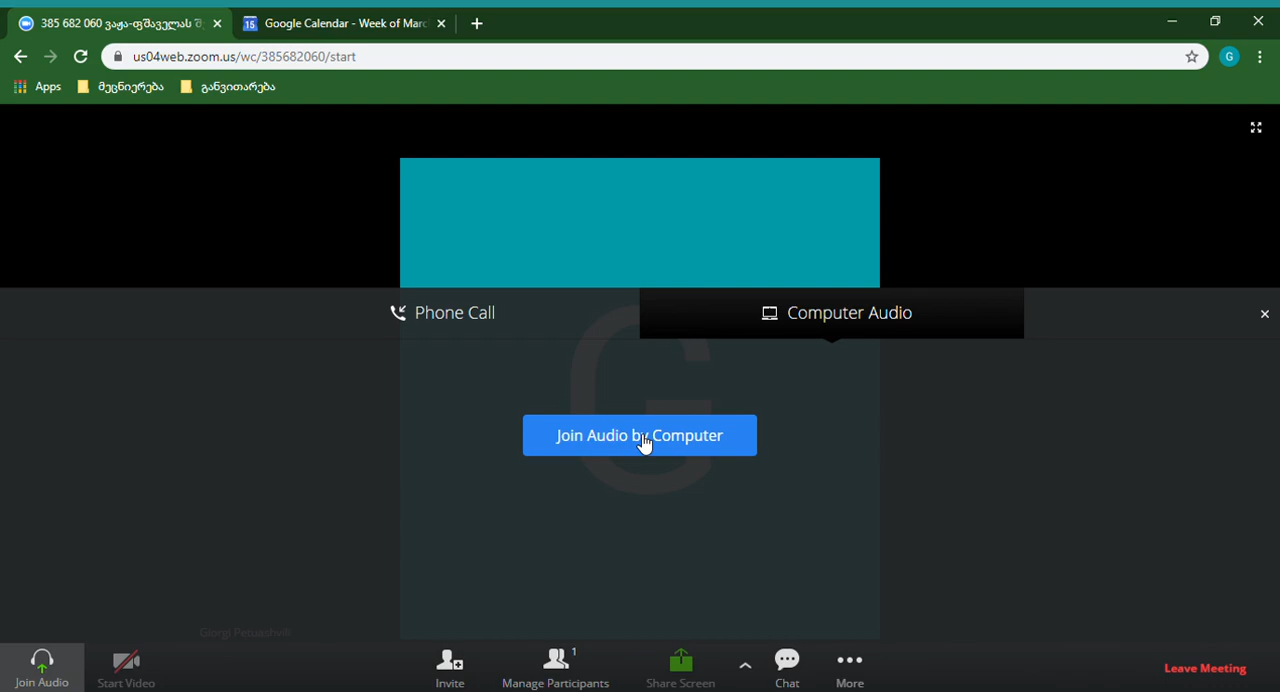 385 682 060 ვაჟა-ფშაველას
Google Calendar - Week of Marc
us04web.zoom.us/wc/385682060/start
G
Apps
მეცნიერება
განვითარება
Phone Call
Computer Audio
G
Join Audio by Computer
Giorgi Petuashvili
Join Audio
Start Video
Invite
1
Manage Participants
Share Screen
Chat
More
Leave Meeting